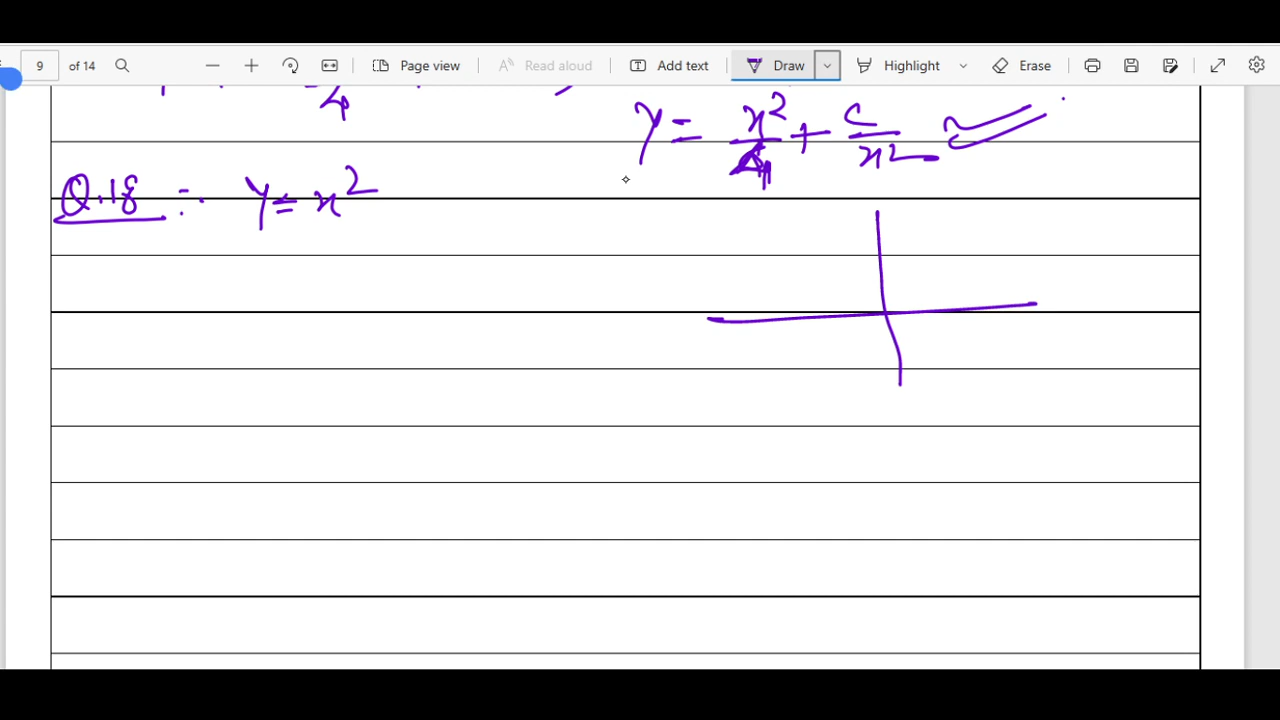 9 of 14 Page view Read aloud Add text Draw Highlight Erase
y = x²/4 + c/x²
Q.18 :- y = x²